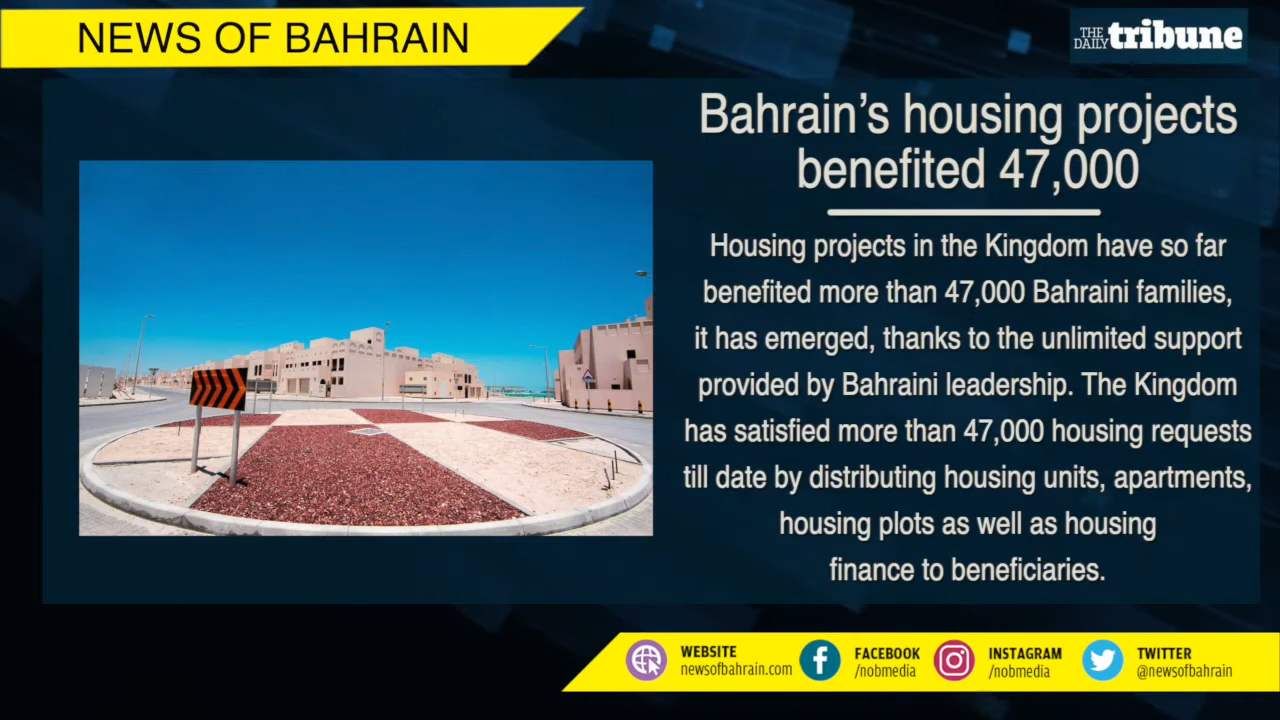 NEWS OF BAHRAIN
THE DAILY tribune
Bahrain's housing projects
benefited 47,000
Housing projects in the Kingdom have so far
benefited more than 47,000 Bahraini families,
it has emerged, thanks to the unlimited support
provided by Bahraini leadership. The Kingdom
has satisfied more than 47,000 housing requests
till date by distributing housing units, apartments,
housing plots as well as housing
finance to beneficiaries.
WEBSITE
newsofbahrain.com
FACEBOOK
/nobmedia
INSTAGRAM
/nobmedia
TWITTER
@newsofbahrain